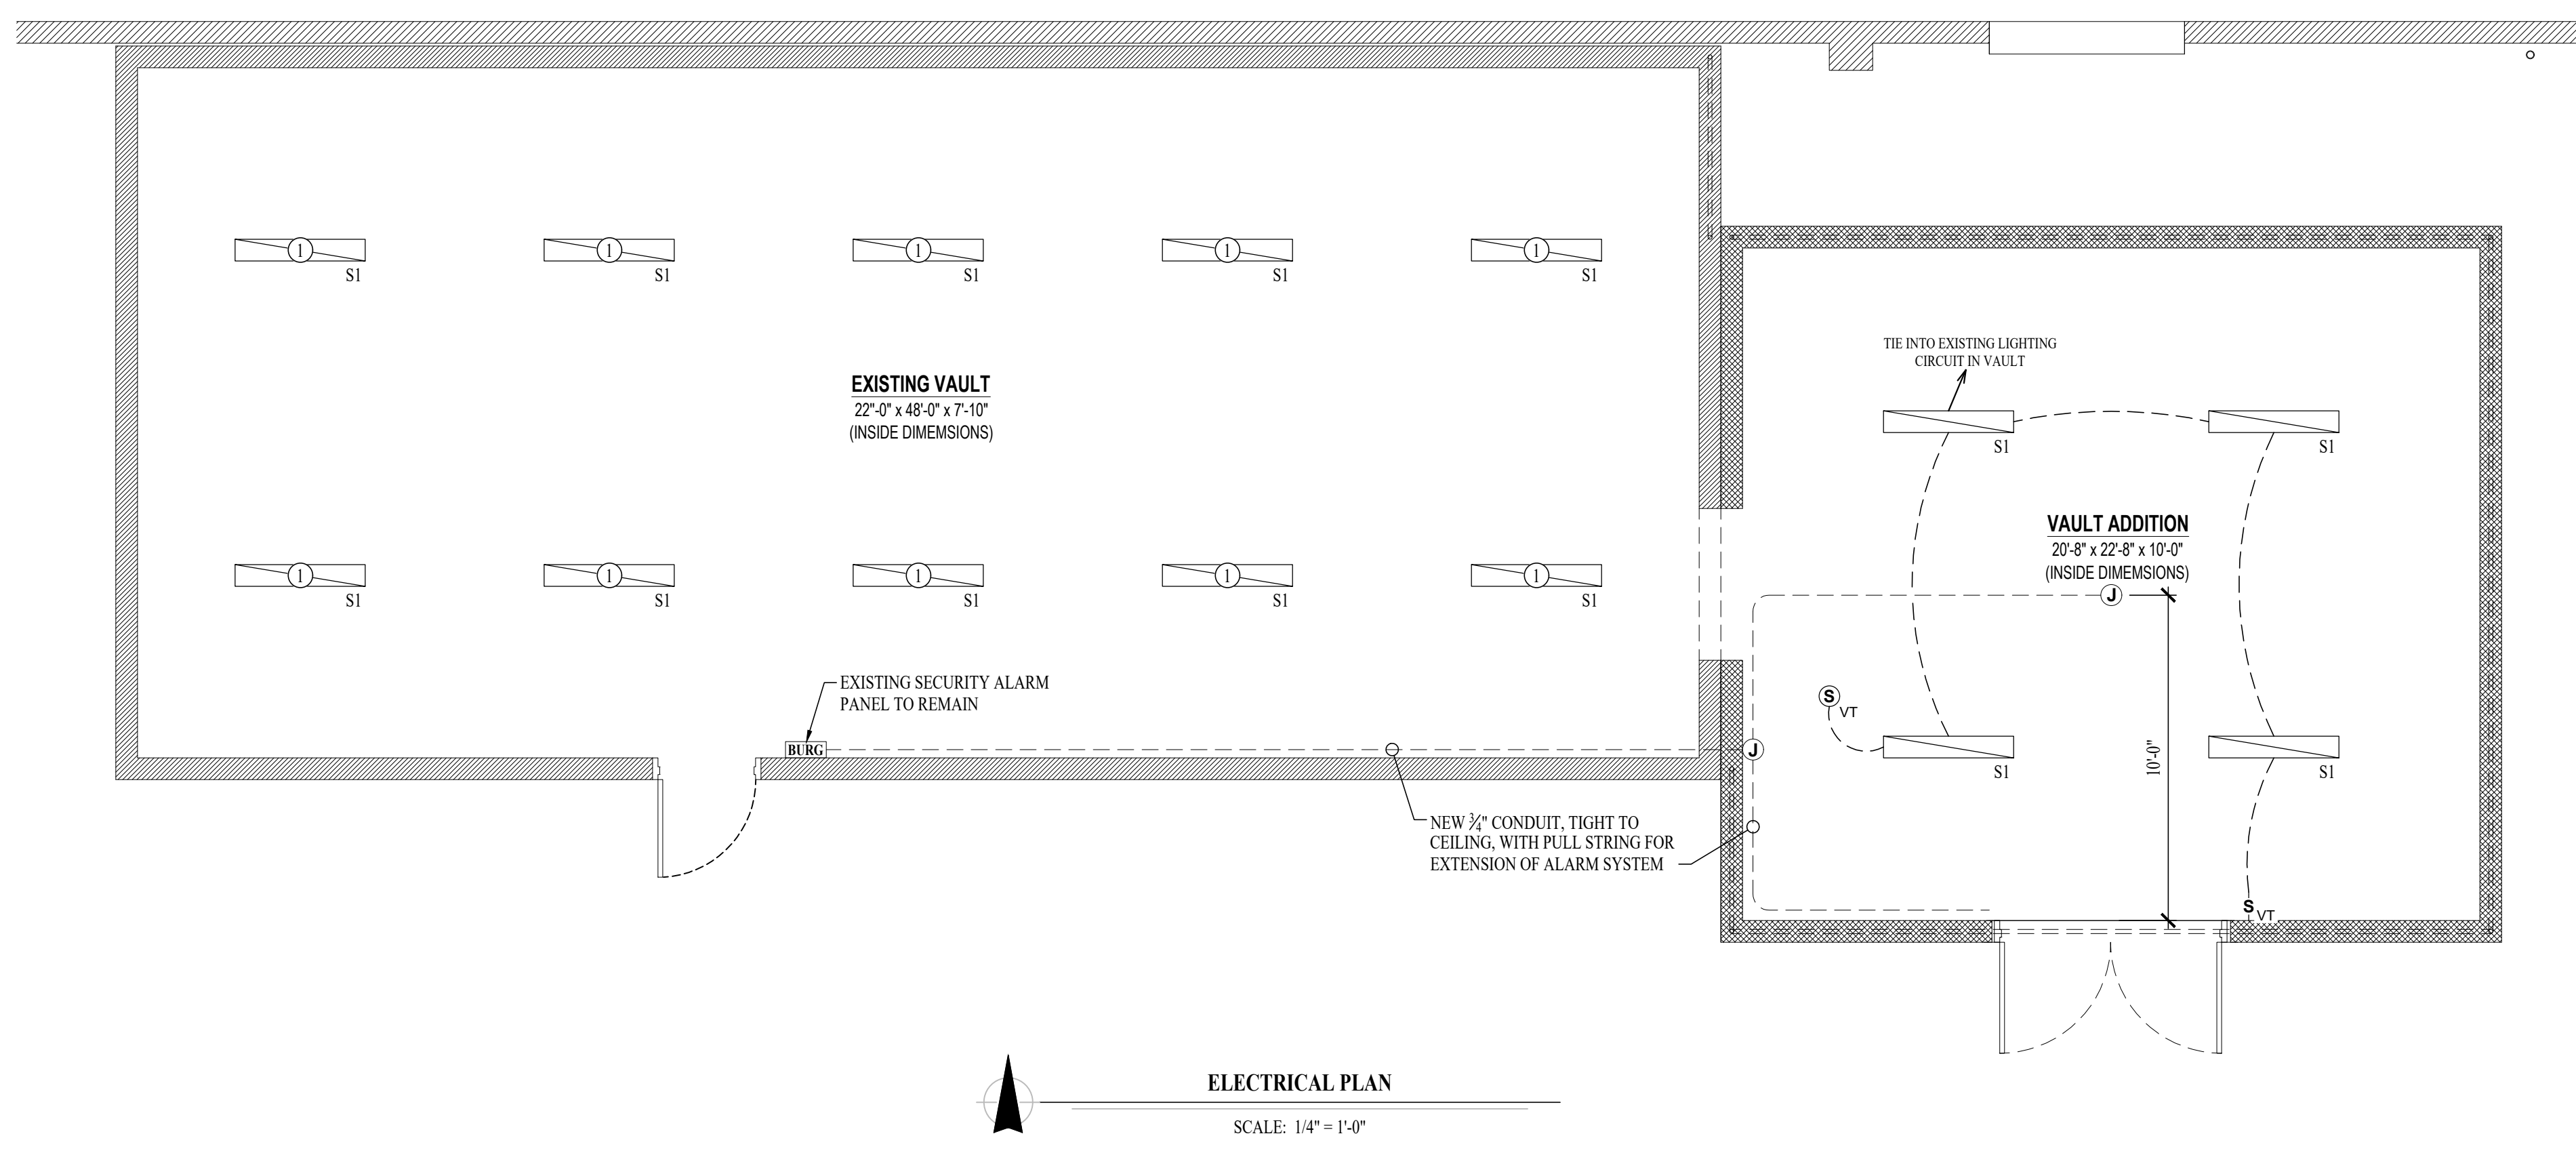 1 1 1 1 1
S1 S1 S1 S1 S1
TIE INTO EXISTING LIGHTING
CIRCUIT IN VAULT
EXISTING VAULT
22"-0" x 48'-0" x 7'-10"
(INSIDE DIMEMSIONS)
S1 S1
VAULT ADDITION
20'-8" x 22'-8" x 10'-0"
(INSIDE DIMEMSIONS)
1 1 1 1 1
S1 S1 S1 S1 S1
J
EXISTING SECURITY ALARM
PANEL TO REMAIN
S
VT
BURG
J
10'-0"
S1 S1
NEW 3/4" CONDUIT, TIGHT TO
CEILING, WITH PULL STRING FOR
EXTENSION OF ALARM SYSTEM
S
VT
ELECTRICAL PLAN
SCALE: 1/4" = 1'-0"